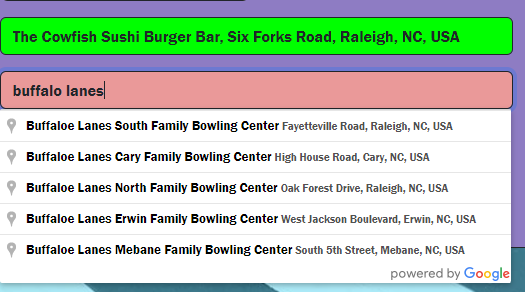 The Cowfish Sushi Burger Bar, Six Forks Road, Raleigh, NC, USA
buffalo lanes
Buffaloe Lanes South Family Bowling Center Fayetteville Road, Raleigh, NC, USA
Buffaloe Lanes Cary Family Bowling Center High House Road, Cary, NC, USA
Buffaloe Lanes North Family Bowling Center Oak Forest Drive, Raleigh, NC, USA
Buffaloe Lanes Erwin Family Bowling Center West Jackson Boulevard, Erwin, NC, USA
Buffaloe Lanes Mebane Family Bowling Center South 5th Street, Mebane, NC, USA
powered by Google